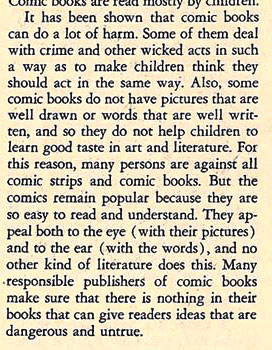 Comic books are read mostly by children.
It has been shown that comic books
can do a lot of harm. Some of them deal
with crime and other wicked acts in such
a way as to make children think they
should act in the same way. Also, some
comic books do not have pictures that are
well drawn or words that are well writ-
ten, and so they do not help children to
learn good taste in art and literature. For
this reason, many persons are against all
comic strips and comic books. But the
comics remain popular because they are
so easy to read and understand. They ap-
peal both to the eye (with their pictures)
and to the ear (with the words), and no
other kind of literature does this. Many
responsible publishers of comic books
make sure that there is nothing in their
books that can give readers ideas that are
dangerous and untrue.